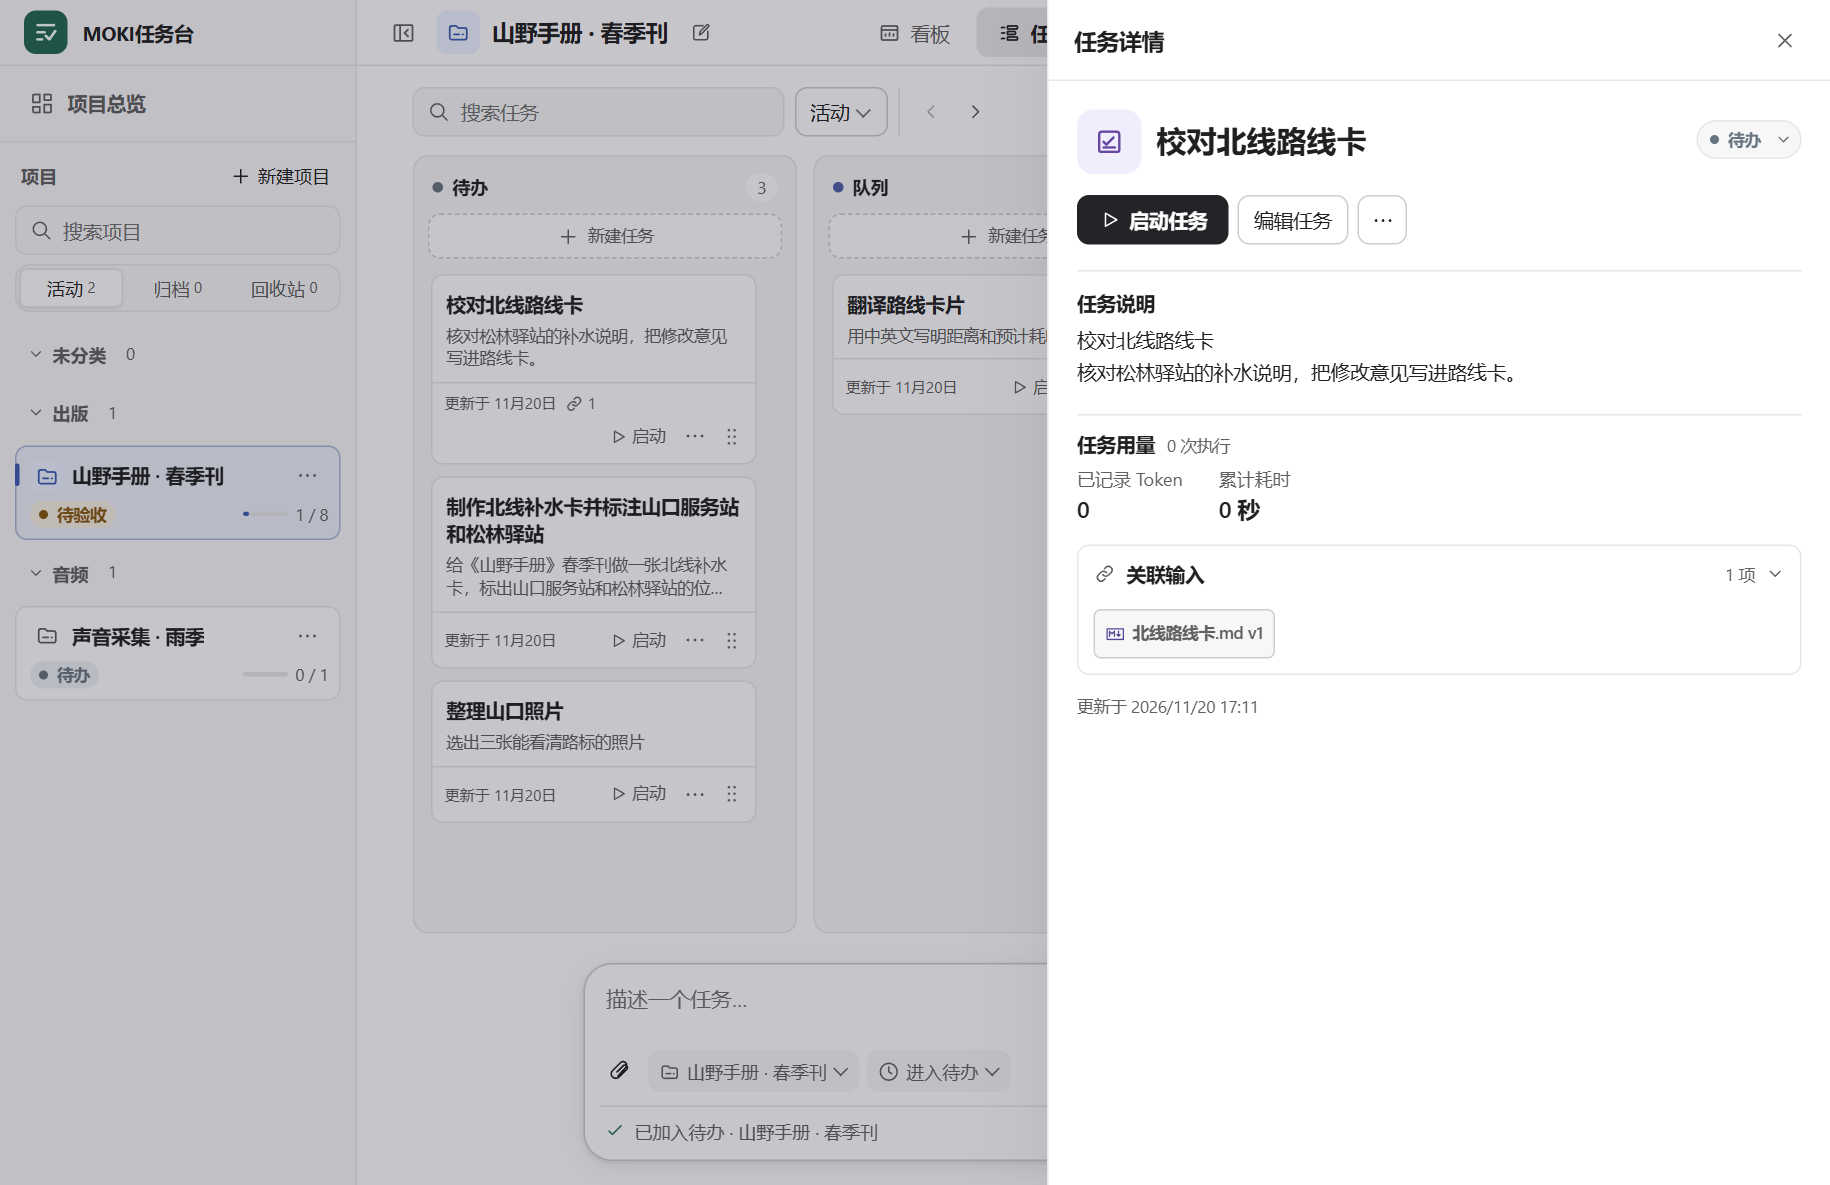 MOKI任务台
项目总览
项目
新建项目
搜索项目
活动 2
归档 0
回收站 0
未分类 0
出版 1
山野手册 · 春季刊
待验收
1 / 8
音频 1
声音采集 · 雨季
待办
0 / 1
山野手册 · 春季刊
看板
搜索任务
活动
待办
3
新建任务
校对北线路线卡
核对松林驿站的补水说明，把修改意见
写进路线卡。
更新于 11月20日
1
启动
制作北线补水卡并标注山口服务站
和松林驿站
给《山野手册》春季刊做一张北线补水
卡，标出山口服务站和松林驿站的位...
更新于 11月20日
启动
整理山口照片
选出三张能看清路标的照片
更新于 11月20日
启动
队列
新建任务
翻译路线卡片
用中英文写明距离和预计耗
更新于 11月20日
启
描述一个任务...
山野手册 · 春季刊
进入待办
已加入待办 · 山野手册 · 春季刊
任务详情
校对北线路线卡
待办
启动任务
编辑任务
任务说明
校对北线路线卡
核对松林驿站的补水说明，把修改意见写进路线卡。
任务用量 0 次执行
已记录 Token
0
累计耗时
0 秒
关联输入
1 项
北线路线卡.md v1
更新于 2026/11/20 17:11